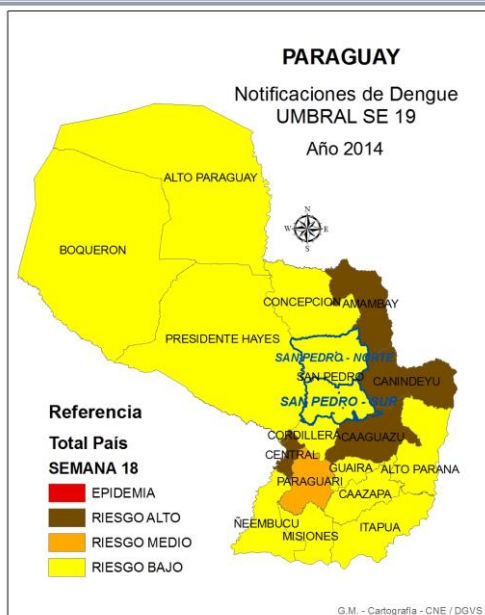 PARAGUAY
Notificaciones de Dengue
UMBRAL SE 19
Año 2014
N
W E
S
ALTO PARAGUAY
BOQUERON
CONCEPCION
AMAMBAY
PRESIDENTE HAYES
SAN PEDRO - NORTE
SAN PEDRO
CANINDEYU
SAN PEDRO - SUR
CORDILLERA
CAAGUAZU
CENTRAL
GUAIRA
ALTO PARANA
PARAGUARI
CAAZAPA
ÑEEMBUCU
MISIONES
ITAPUA
Referencia
Total País
SEMANA 18
EPIDEMIA
RIESGO ALTO
RIESGO MEDIO
RIESGO BAJO
G.M. - Cartografía - CNE / DGVS